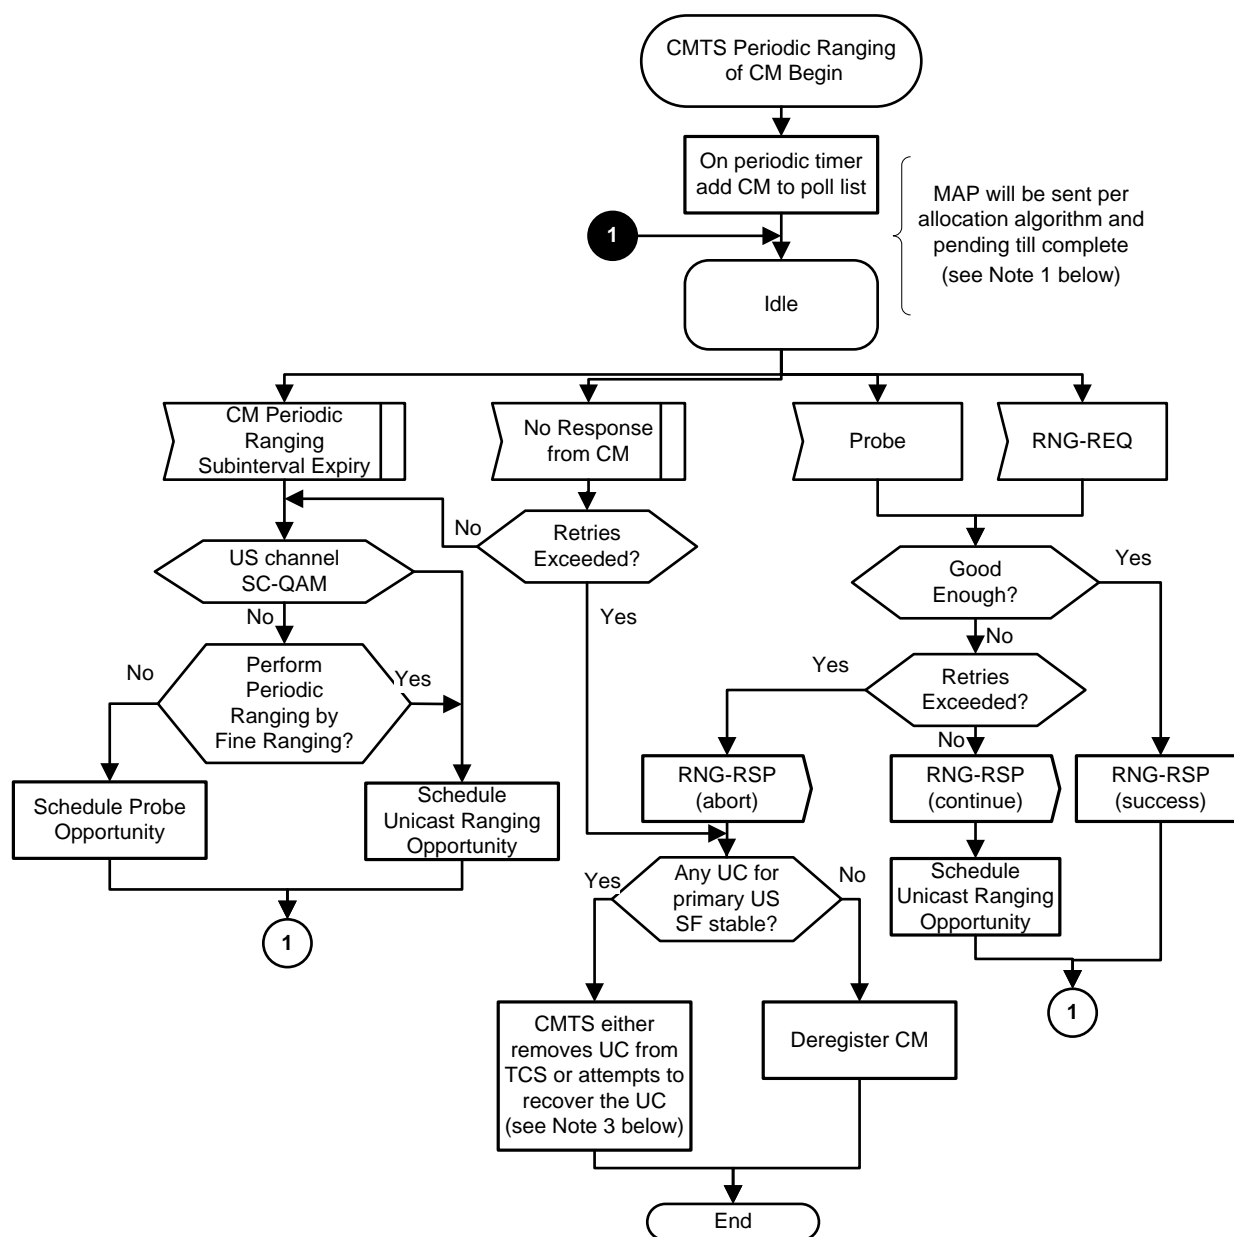 CMTS Periodic Ranging
of CM Begin
On periodic timer
add CM to poll list
MAP will be sent per
allocation algorithm and
pending till complete
(see Note 1 below)
1
Idle
CM Periodic
Ranging
Subinterval Expiry
No Response
from CM
Probe
RNG-REQ
No
Retries
Exceeded?
US channel
SC-QAM
Good
Enough?
Yes
No
Yes
No
No
Perform
Periodic
Ranging by
Fine Ranging?
Yes
Yes
Retries
Exceeded?
No
Schedule Probe
Opportunity
Schedule
Unicast Ranging
Opportunity
RNG-RSP
(abort)
RNG-RSP
(continue)
RNG-RSP
(success)
Yes
Any UC for
primary US
SF stable?
No
Schedule
Unicast Ranging
Opportunity
1
1
CMTS either
removes UC from
TCS or attempts to
recover the UC
(see Note 3 below)
Deregister CM
End